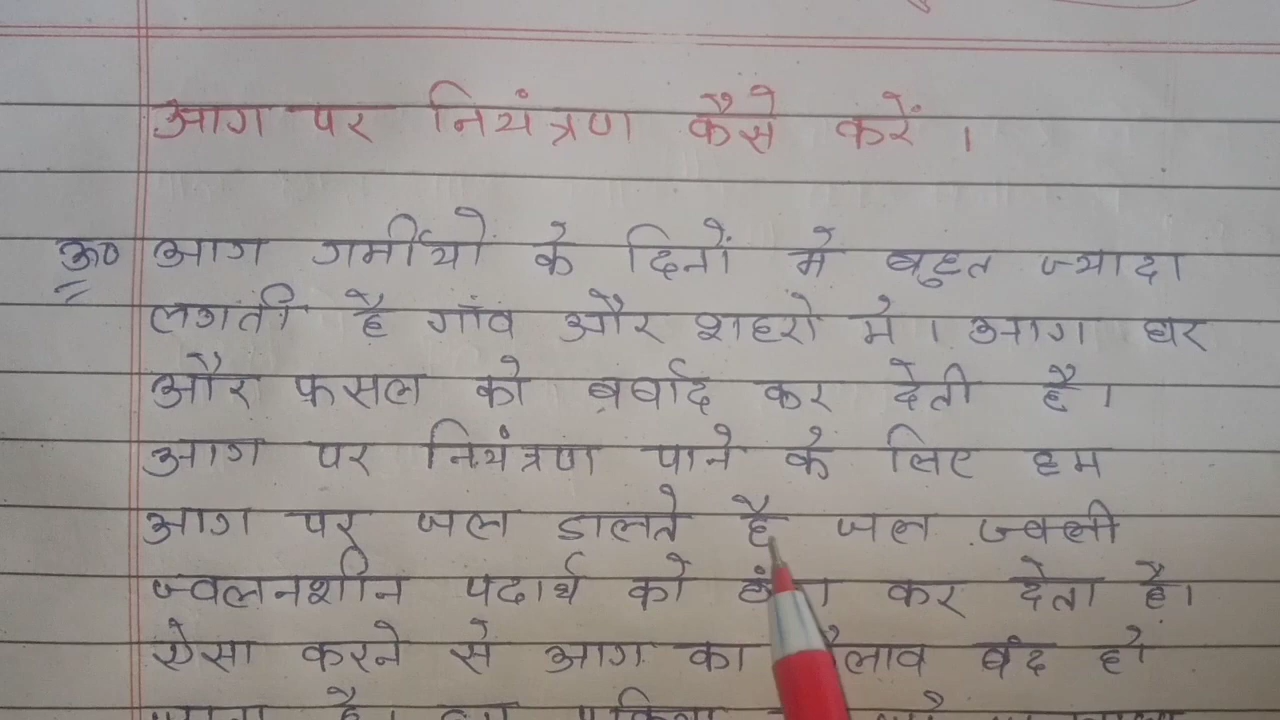 आग पर नियंत्रण कैसे करें ।
उ० आग गर्मीयों के दिनों मे बहुत ज्यादा
लगती है गाँव और शहरो मे । आग घर
और फसल को बर्बाद कर देती है ।
आग पर नियंत्रण पाने के लिए हम
आग पर जल डालते है जल ज्वली
ज्वलनशील पदार्थ को कर देता है ।
ऐसा करने से आग का बंद हो